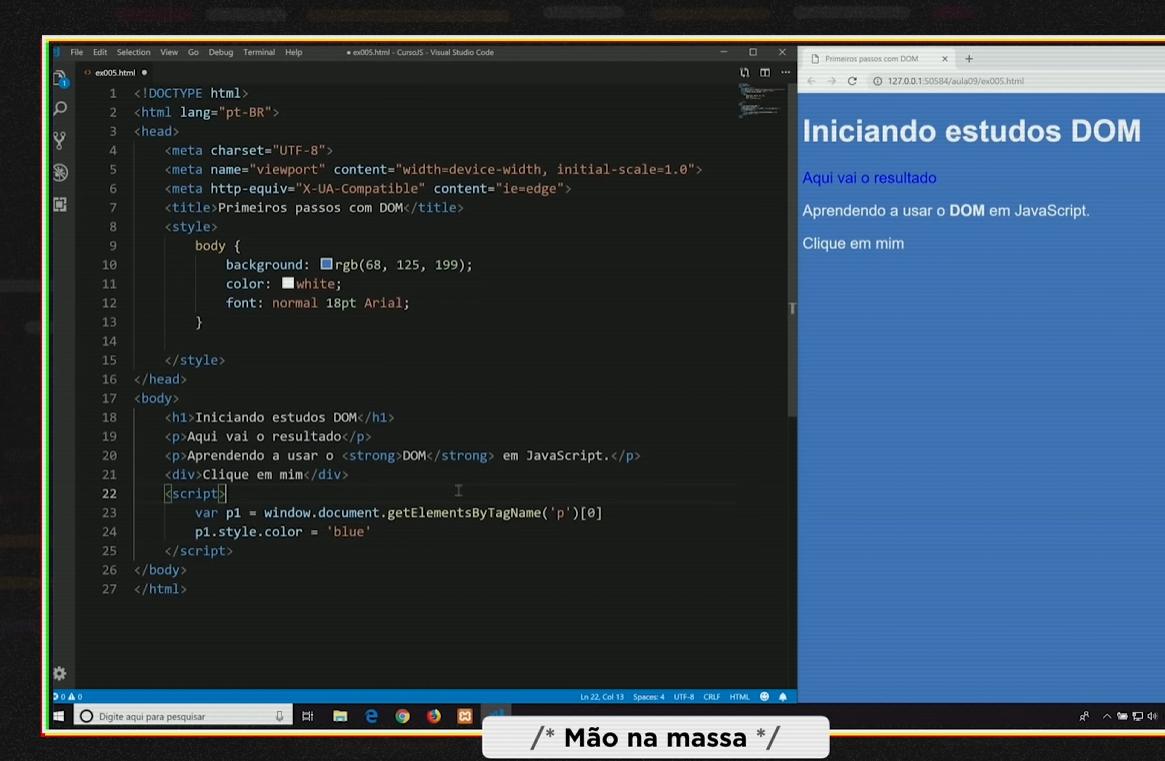 File Edit Selection View Go Debug Terminal Help
● ex005.html - CursoJS - Visual Studio Code
ex005.html ●
1 <!DOCTYPE html>
2 <html lang="pt-BR">
3 <head>
4 <meta charset="UTF-8">
5 <meta name="viewport" content="width=device-width, initial-scale=1.0">
6 <meta http-equiv="X-UA-Compatible" content="ie=edge">
7 <title>Primeiros passos com DOM</title>
8 <style>
9 body {
10 background: rgb(68, 125, 199);
11 color: white;
12 font: normal 18pt Arial;
13 }
14
15 </style>
16 </head>
17 <body>
18 <h1>Iniciando estudos DOM</h1>
19 <p>Aqui vai o resultado</p>
20 <p>Aprendendo a usar o <strong>DOM</strong> em JavaScript.</p>
21 <div>Clique em mim</div>
22 <script>
23 var p1 = window.document.getElementsByTagName('p')[0]
24 p1.style.color = 'blue'
25 </script>
26 </body>
27 </html>
0 0
Ln 22, Col 13 Spaces: 4 UTF-8 CRLF HTML
Primeiros passos com DOM
127.0.0.1:50584/aula09/ex005.html
Iniciando estudos DOM
Aqui vai o resultado
Aprendendo a usar o DOM em JavaScript.
Clique em mim
Digite aqui para pesquisar
/* Mão na massa */